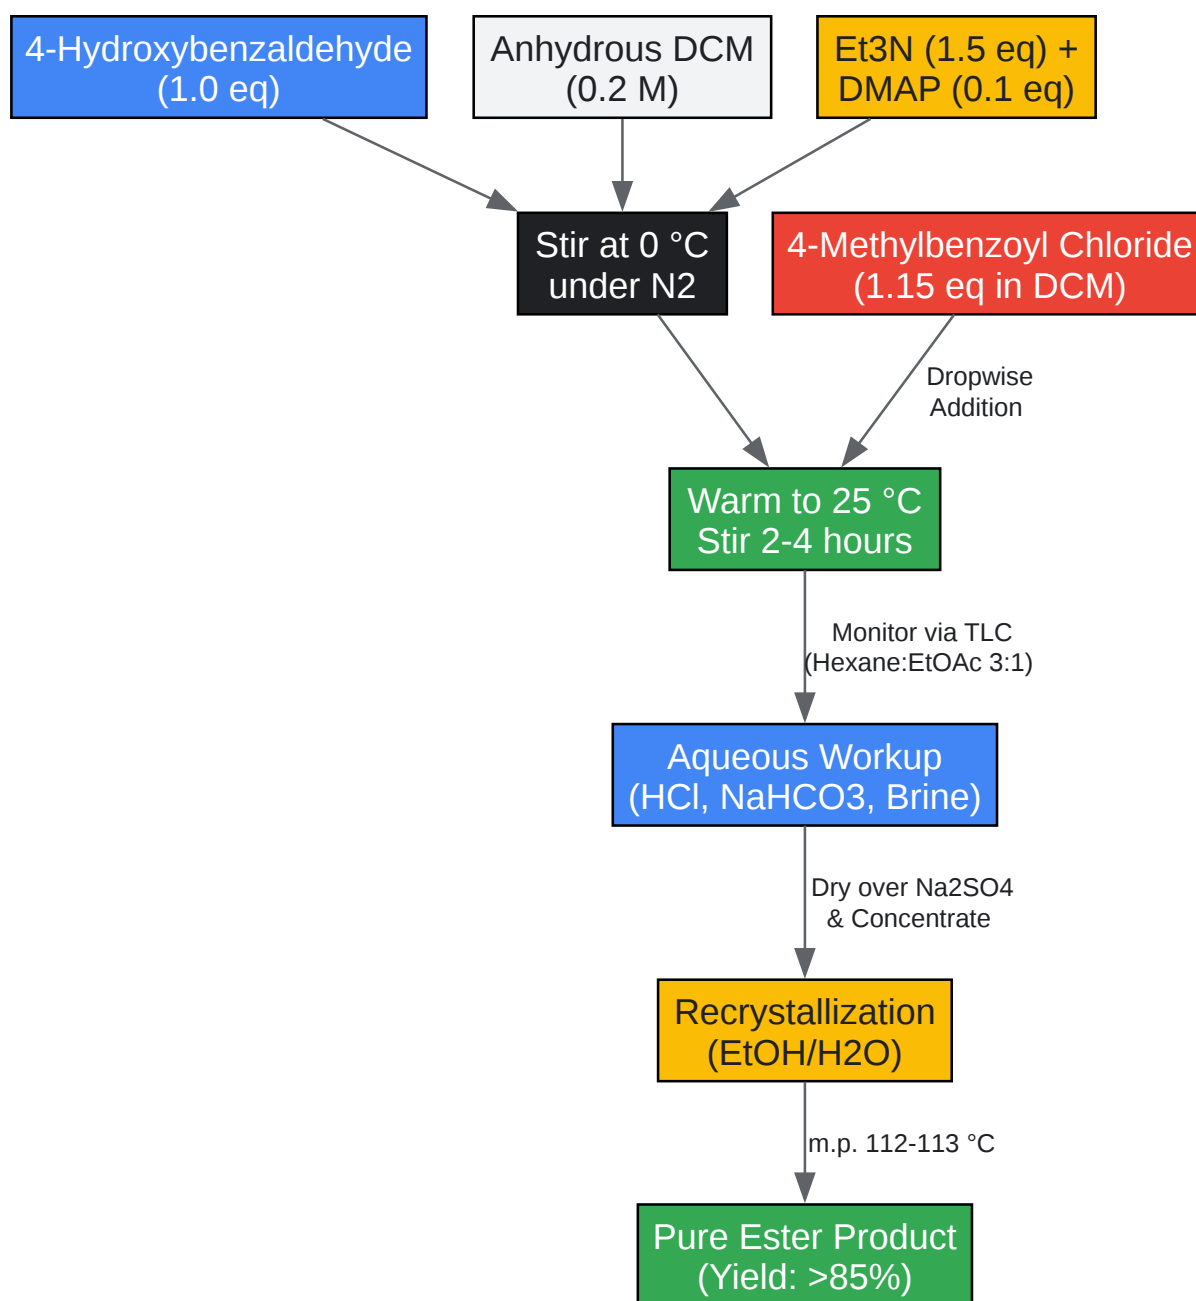 4-Hydroxybenzaldehyde
(1.0 eq)
Anhydrous DCM
(0.2 M)
Et3N (1.5 eq) +
DMAP (0.1 eq)
Stir at 0 °C
under N2
4-Methylbenzoyl Chloride
(1.15 eq in DCM)
Dropwise
Addition
Warm to 25 °C
Stir 2-4 hours
Monitor via TLC
(Hexane:EtOAc 3:1)
Aqueous Workup
(HCl, NaHCO3, Brine)
Dry over Na2SO4
& Concentrate
Recrystallization
(EtOH/H2O)
m.p. 112-113 °C
Pure Ester Product
(Yield: >85%)